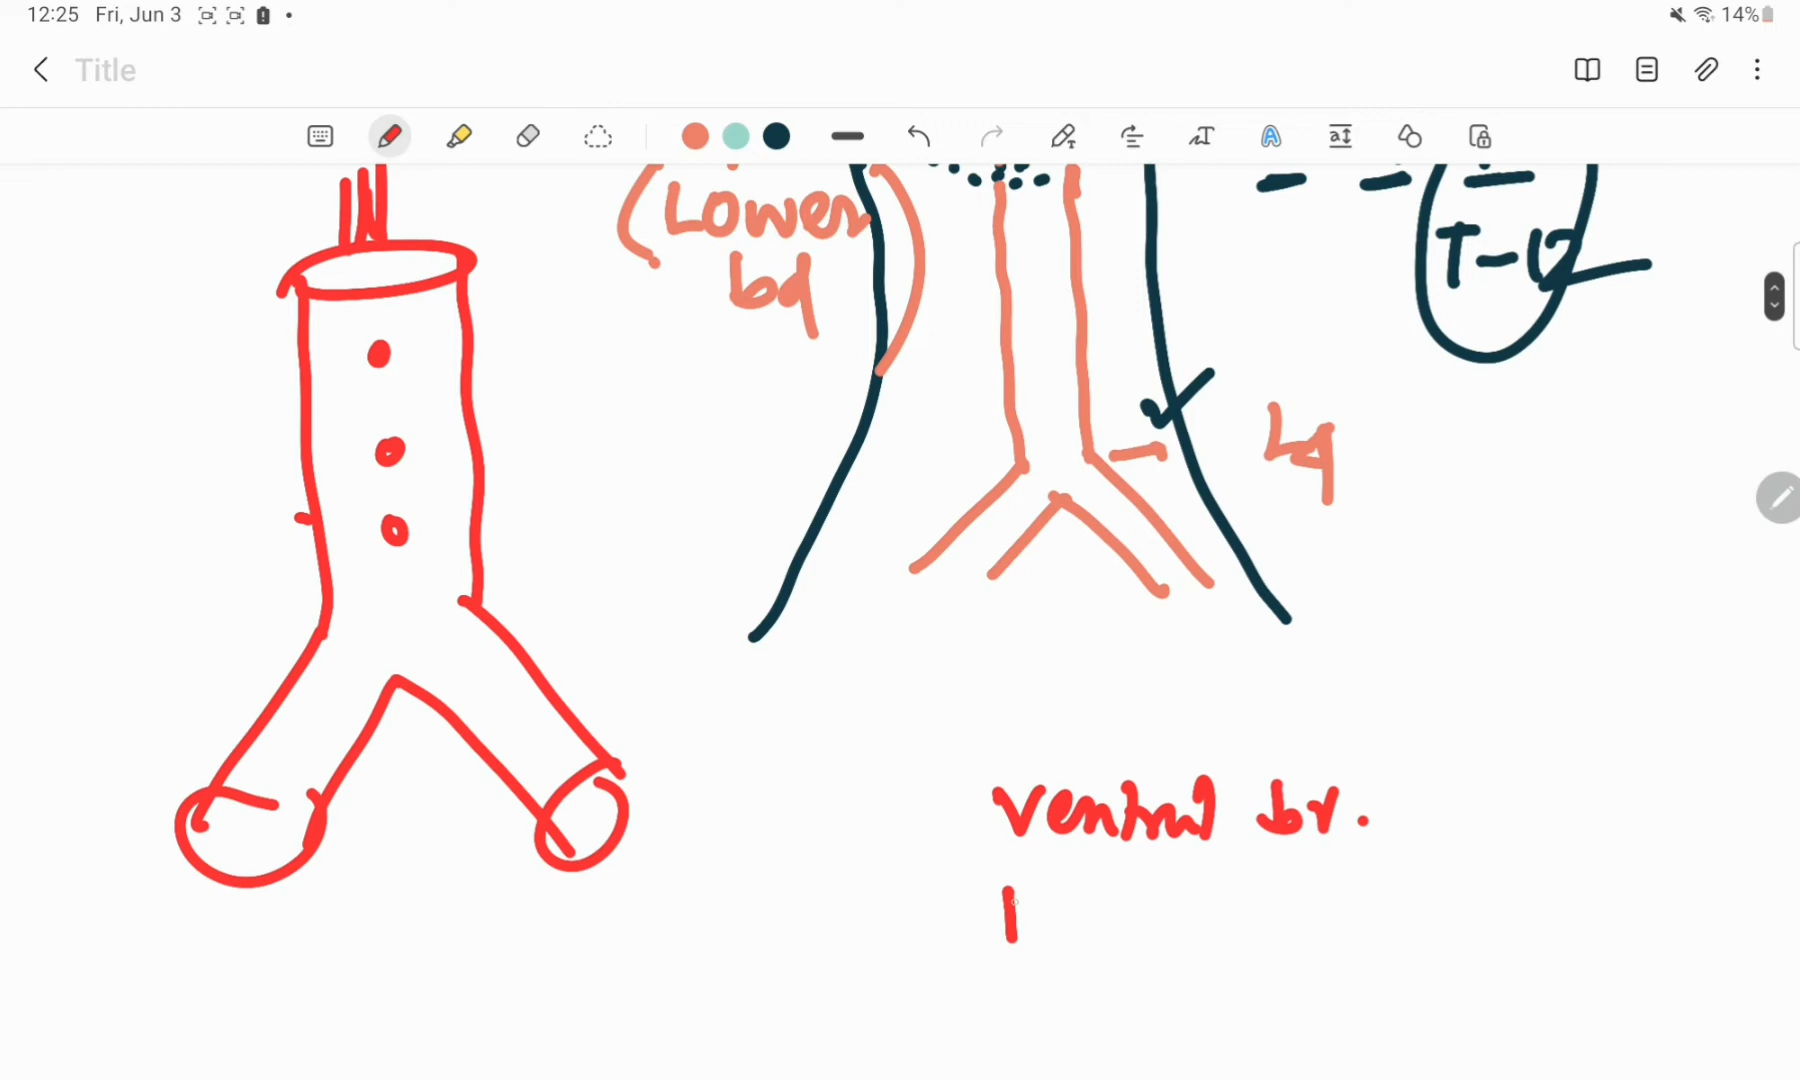 12:25 Fri, Jun 3
14%
Title
(Lower
bd
T-12
L4
Ventral br.